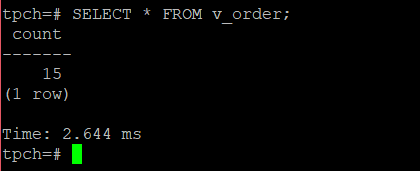 tpch=# SELECT * FROM v_order;
 count
-------
    15
(1 row)

Time: 2.644 ms
tpch=#